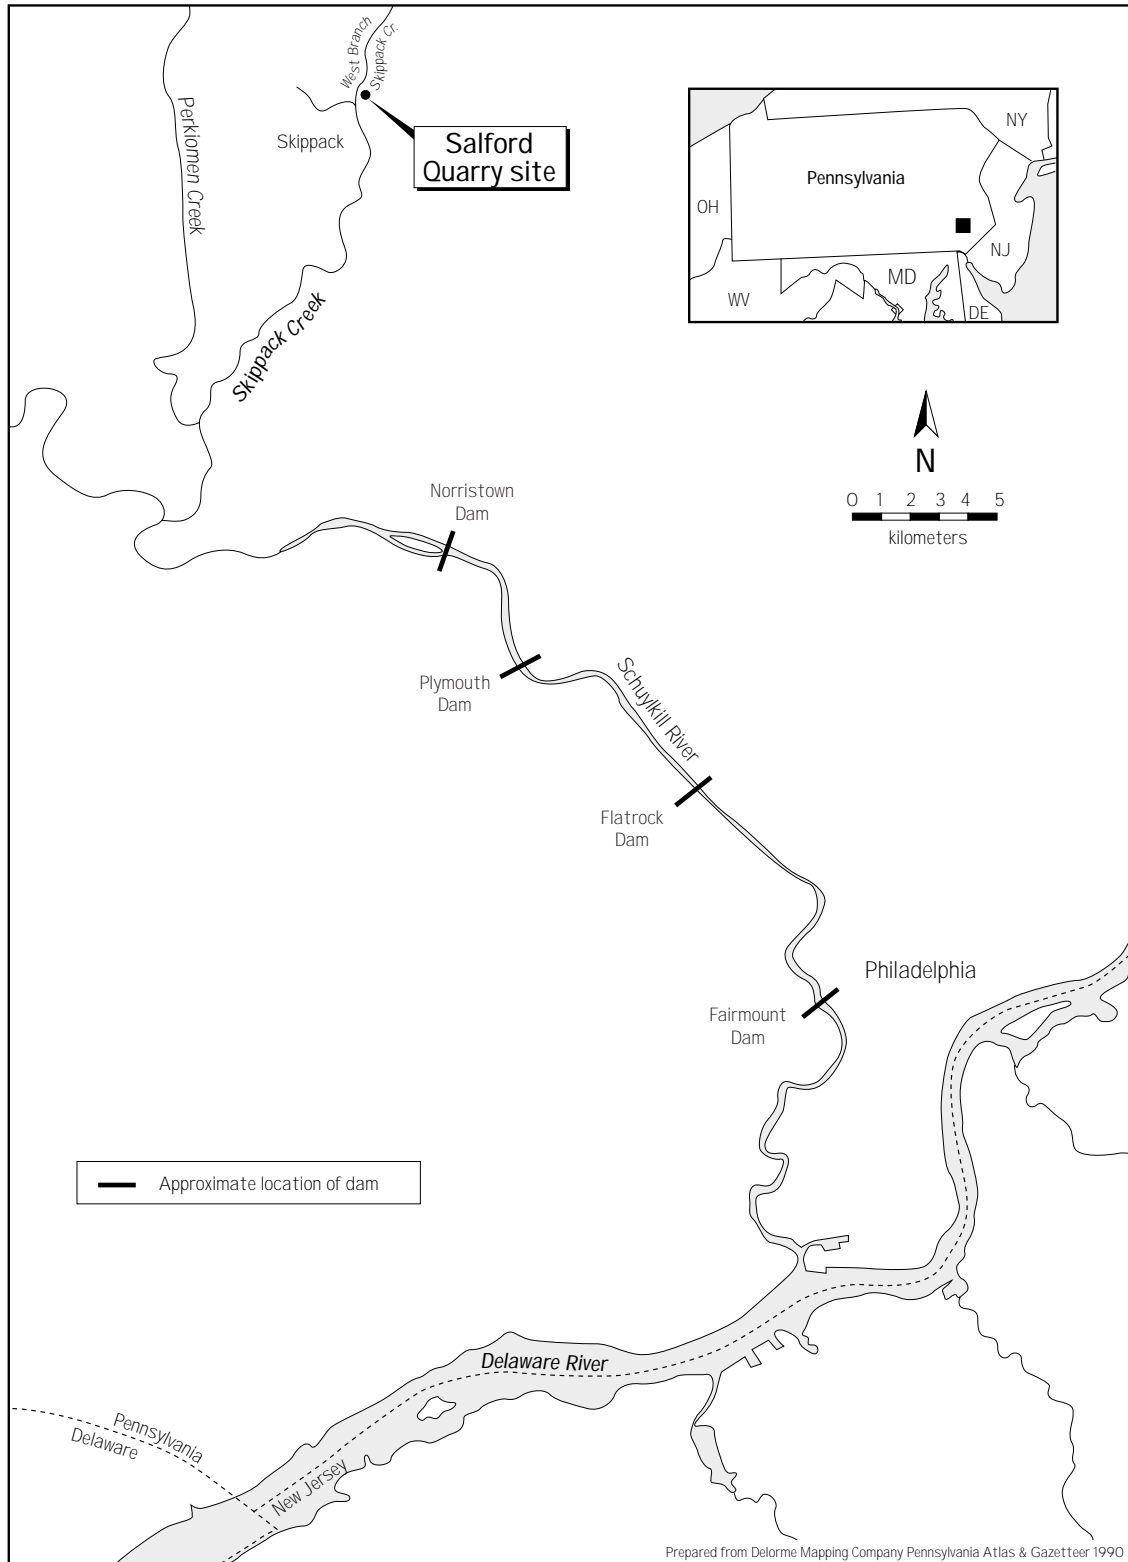 West Branch
Skippack Cr.
Perkiomen Creek
Skippack
Salford
Quarry site
NY
Pennsylvania
OH
NJ
MD
WV
DE
Skippack Creek
N
0 1 2 3 4 5
kilometers
Norristown
Dam
Plymouth
Dam
Schuylkill River
Flatrock
Dam
Philadelphia
Fairmount
Dam
Approximate location of dam
Delaware River
Pennsylvania
Delaware
New Jersey
Prepared from Delorme Mapping Company Pennsylvania Atlas & Gazetteer 1990